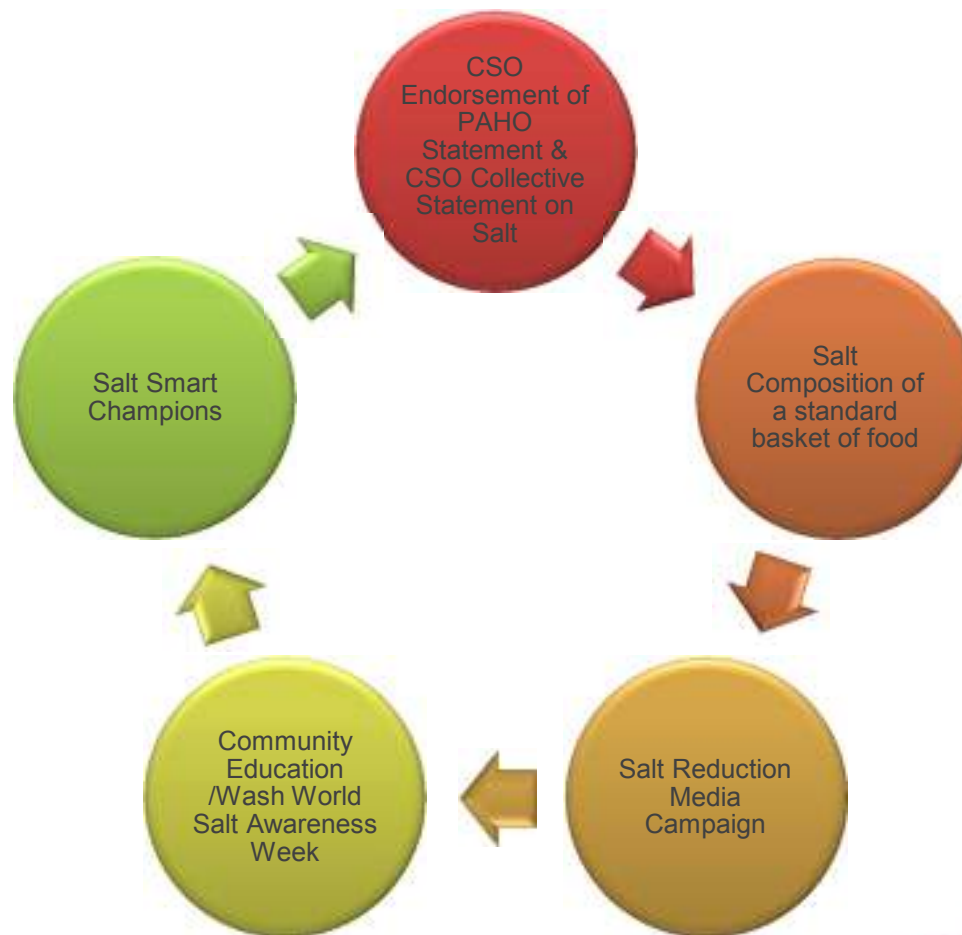 CSO
Endorsement of
PAHO
Statement &
CSO Collective
Statement on
Salt
Salt
Composition of
a standard
basket of food
Salt Reduction
Media
Campaign
Community
Education
/Wash World
Salt Awareness
Week
Salt Smart
Champions